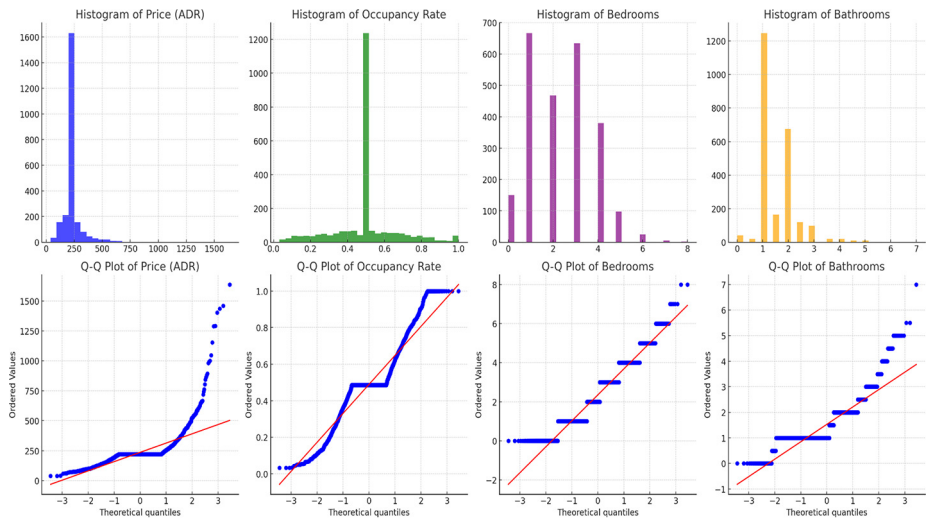 Histogram of Price (ADR)
1600
1400
1200
1000
800
600
400
200
0
0 250 500 750 1000 1250 1500
Histogram of Occupancy Rate
1200
1000
800
600
400
200
0
0.0 0.2 0.4 0.6 0.8 1.0
Histogram of Bedrooms
700
600
500
400
300
200
100
0
0 2 4 6 8
Histogram of Bathrooms
1200
1000
800
600
400
200
0
0 1 2 3 4 5 6 7
Q-Q Plot of Price (ADR)
Ordered Values
1500
1250
1000
750
500
250
0
−3 −2 −1 0 1 2 3
Theoretical quantiles
Q-Q Plot of Occupancy Rate
Ordered Values
1.0
0.8
0.6
0.4
0.2
0.0
−3 −2 −1 0 1 2 3
Theoretical quantiles
Q-Q Plot of Bedrooms
Ordered Values
8
6
4
2
0
−2
−3 −2 −1 0 1 2 3
Theoretical quantiles
Q-Q Plot of Bathrooms
Ordered Values
7
6
5
4
3
2
1
0
−1
−3 −2 −1 0 1 2 3
Theoretical quantiles